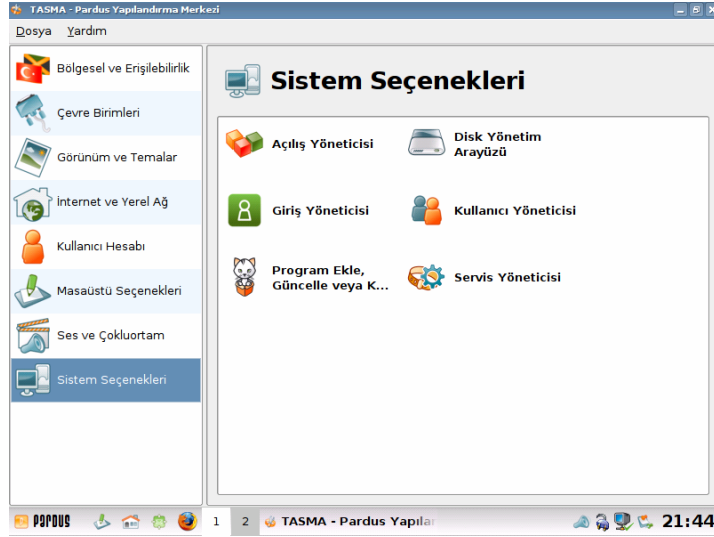 TASMA - Pardus Yapılandırma Merkezi
Dosya Yardım
Bölgesel ve Erişilebilirlik
Çevre Birimleri
Görünüm ve Temalar
İnternet ve Yerel Ağ
Kullanıcı Hesabı
Masaüstü Seçenekleri
Ses ve Çokluortam
Sistem Seçenekleri
Sistem Seçenekleri
Açılış Yöneticisi
Disk Yönetim
Arayüzü
Giriş Yöneticisi
Kullanıcı Yöneticisi
Program Ekle,
Güncelle veya K...
Servis Yöneticisi
PARDUS
1 2 TASMA - Pardus Yapılar
21:44